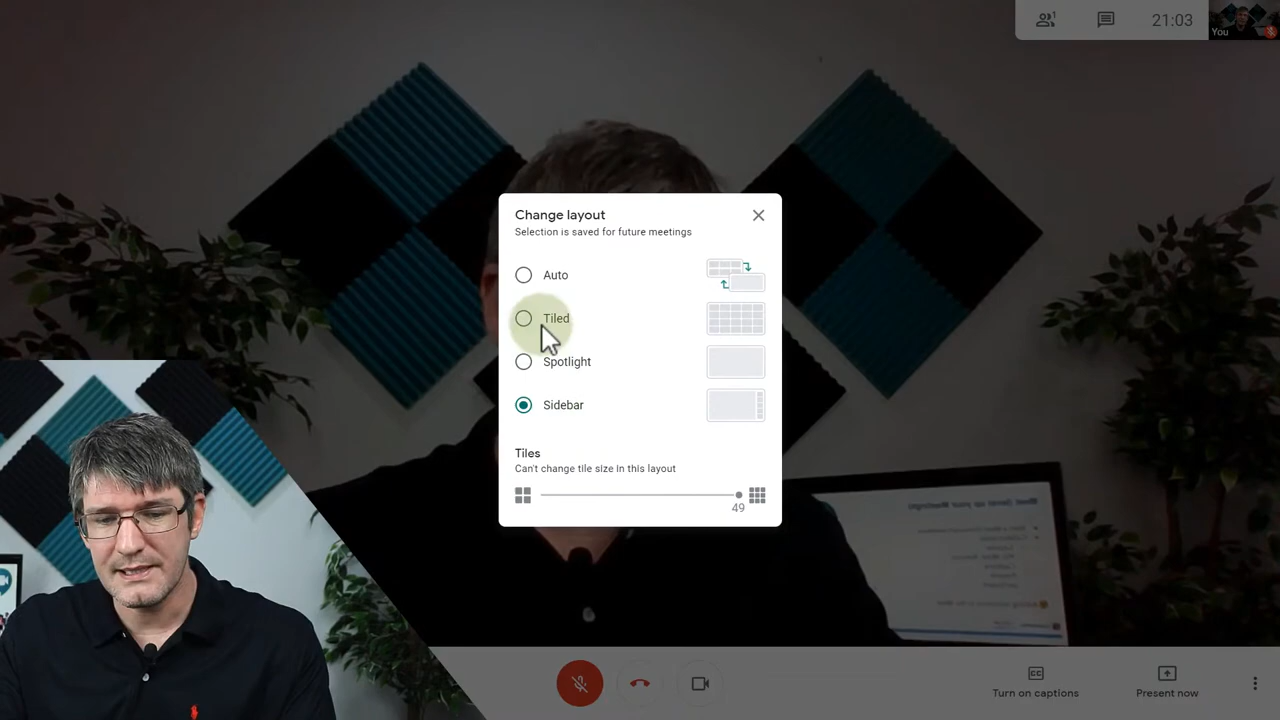 21:03
You
Change layout
Selection is saved for future meetings
Auto
Tiled
Spotlight
Sidebar
Tiles
Can't change tile size in this layout
49
Turn on captions
Present now